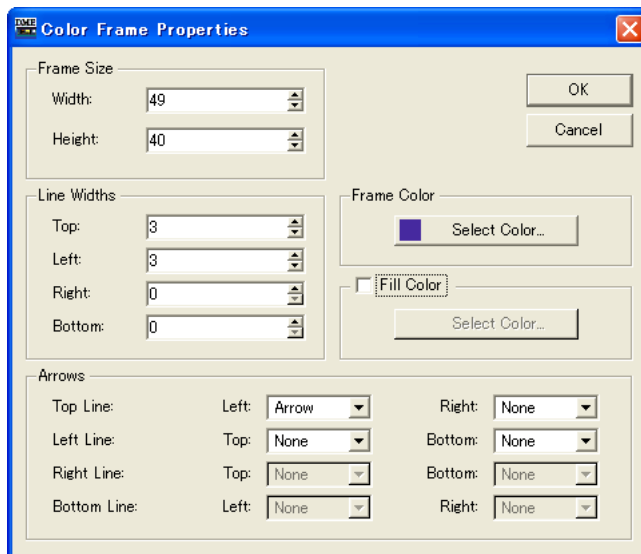 DME
Color Frame Properties
Frame Size
Width: 49
Height: 40
OK
Cancel
Line Widths
Top: 3
Left: 3
Right: 0
Bottom: 0
Frame Color
Select Color...
Fill Color
Select Color...
Arrows
Top Line: Left: Arrow Right: None
Left Line: Top: None Bottom: None
Right Line: Top: None Bottom: None
Bottom Line: Left: None Right: None